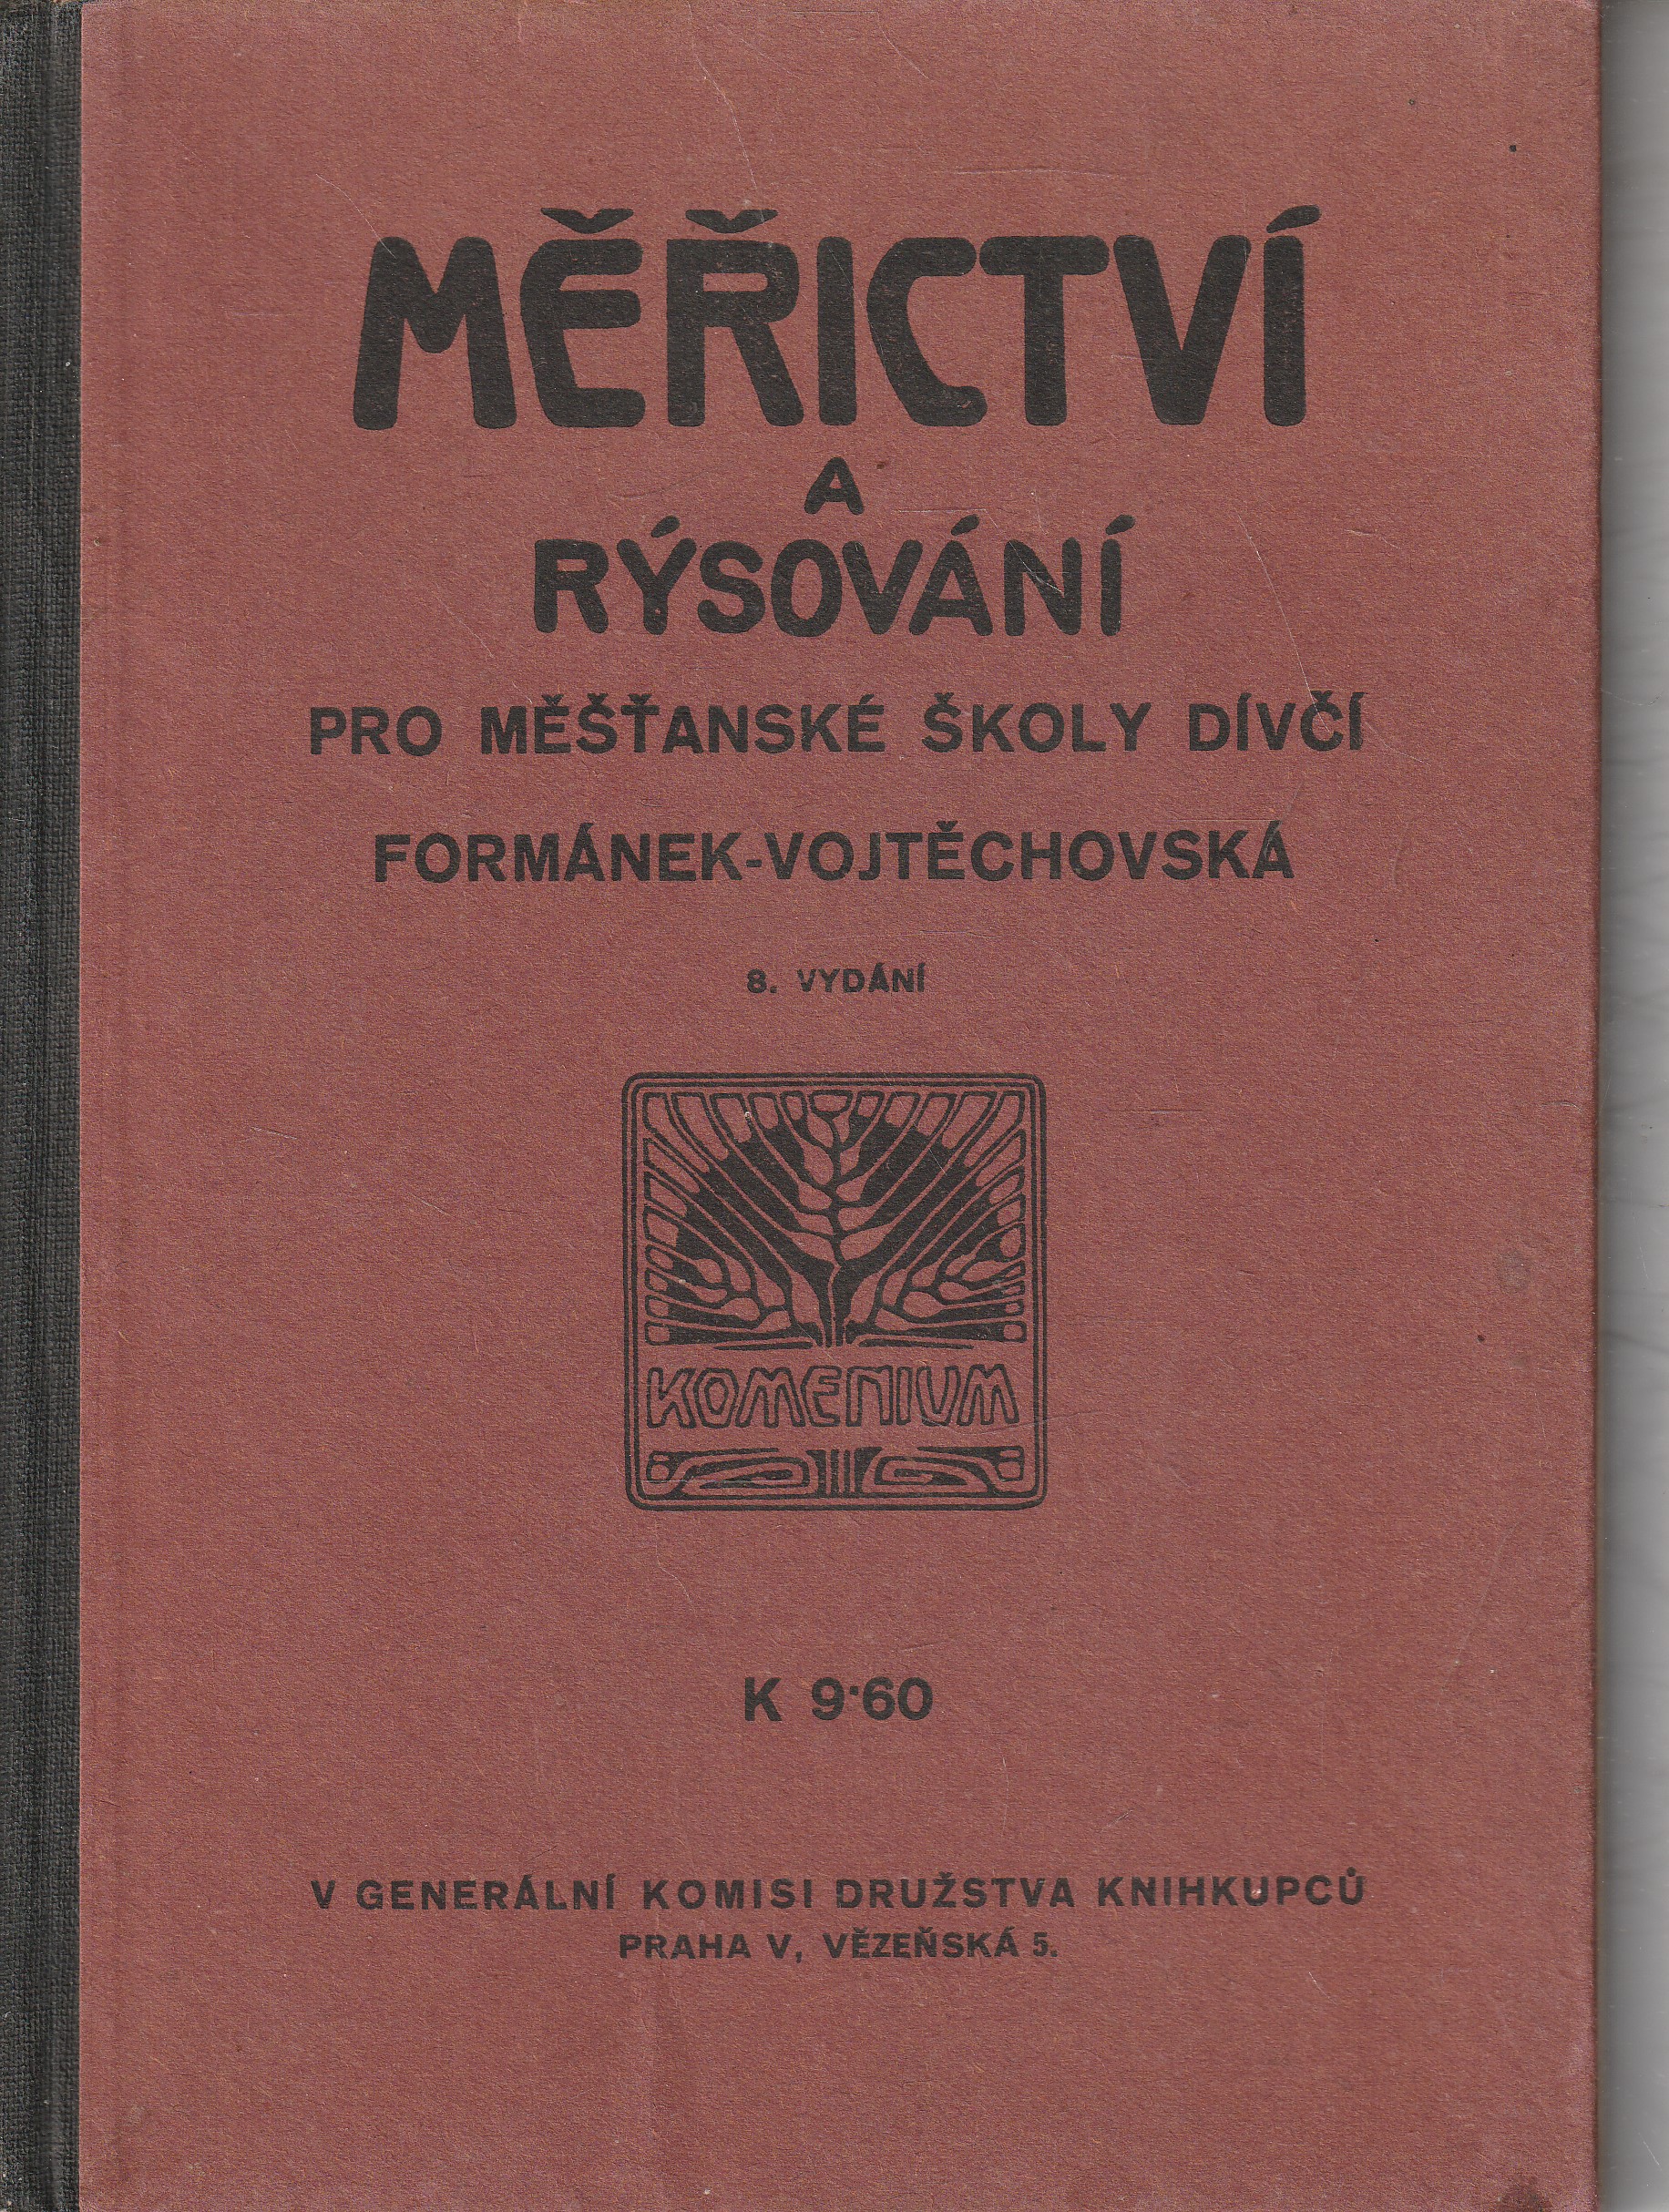 MĚŘICTVÍ
A
RÝSOVÁNÍ
PRO MĚŠŤANSKÉ ŠKOLY DÍVČÍ
FORMÁNEK-VOJTĚCHOVSKÁ
8. VYDÁNÍ
KOMENIUM
K 9·60
V GENERÁLNÍ KOMISI DRUŽSTVA KNIHKUPCŮ
PRAHA V, VĚZEŇSKÁ 5.